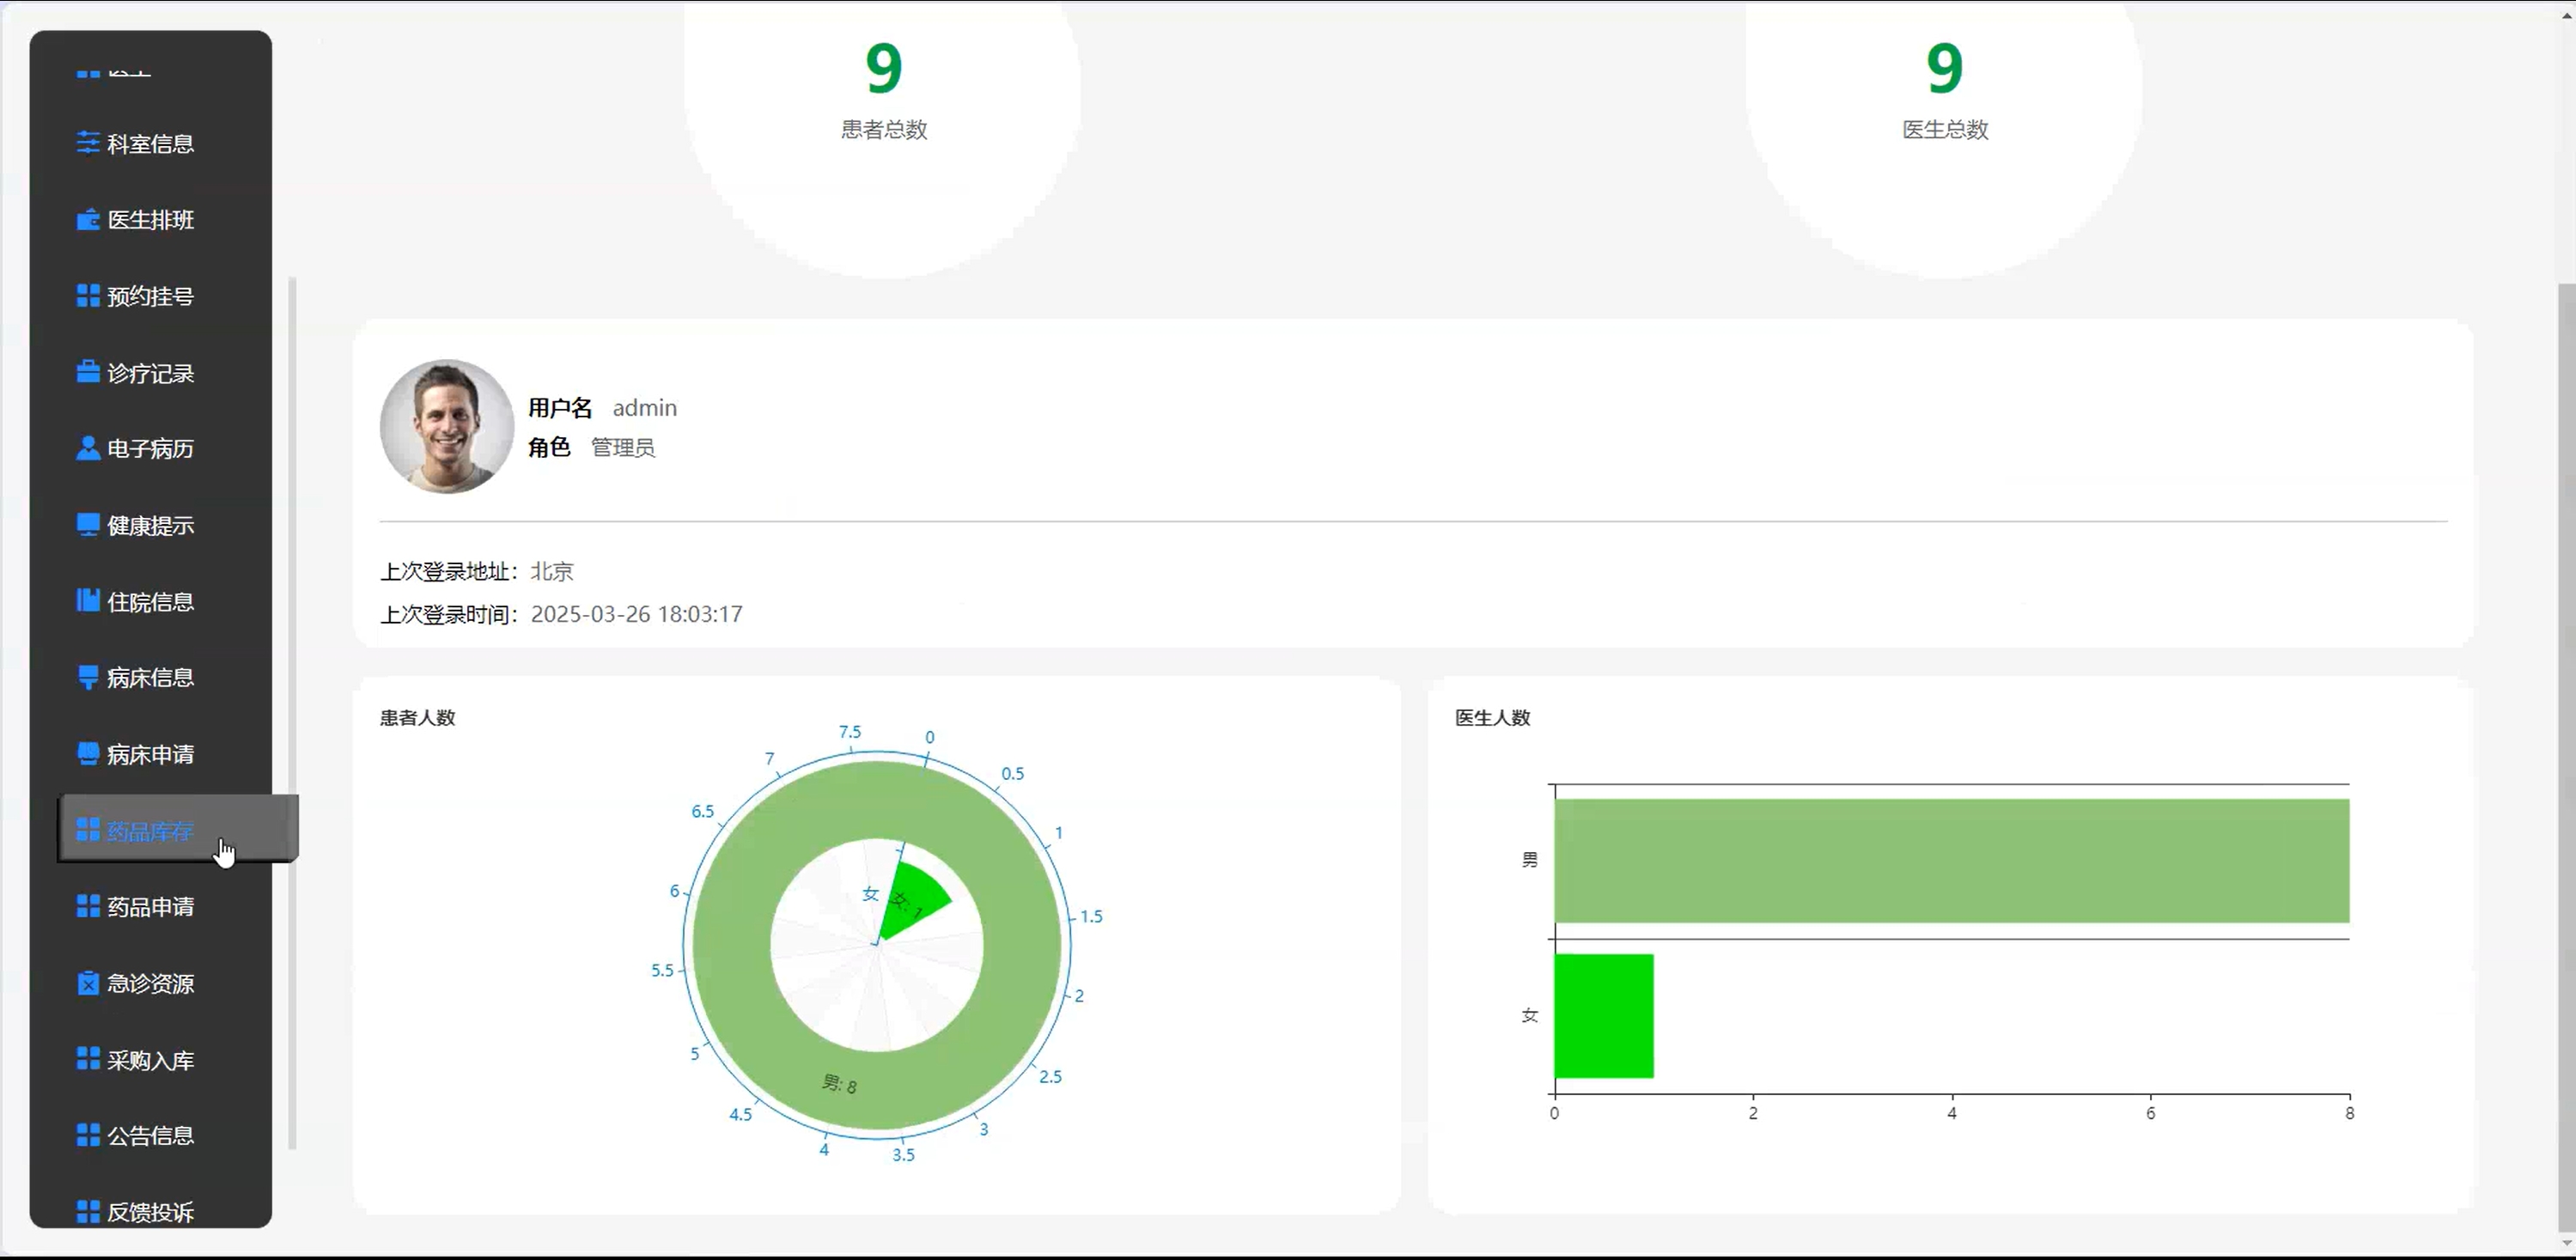 科室信息
医生排班
预约挂号
诊疗记录
电子病历
健康提示
住院信息
病床信息
病床申请
药品库存
药品申请
急诊资源
采购入库
公告信息
反馈投诉
9
患者总数
9
医生总数
用户名 admin
角色 管理员
上次登录地址：北京
上次登录时间：2025-03-26 18:03:17
患者人数
0
0.5
1
1.5
2
2.5
3
3.5
4
4.5
5
5.5
6
6.5
7
7.5
女
女: 1
男: 8
医生人数
男
女
0 2 4 6 8